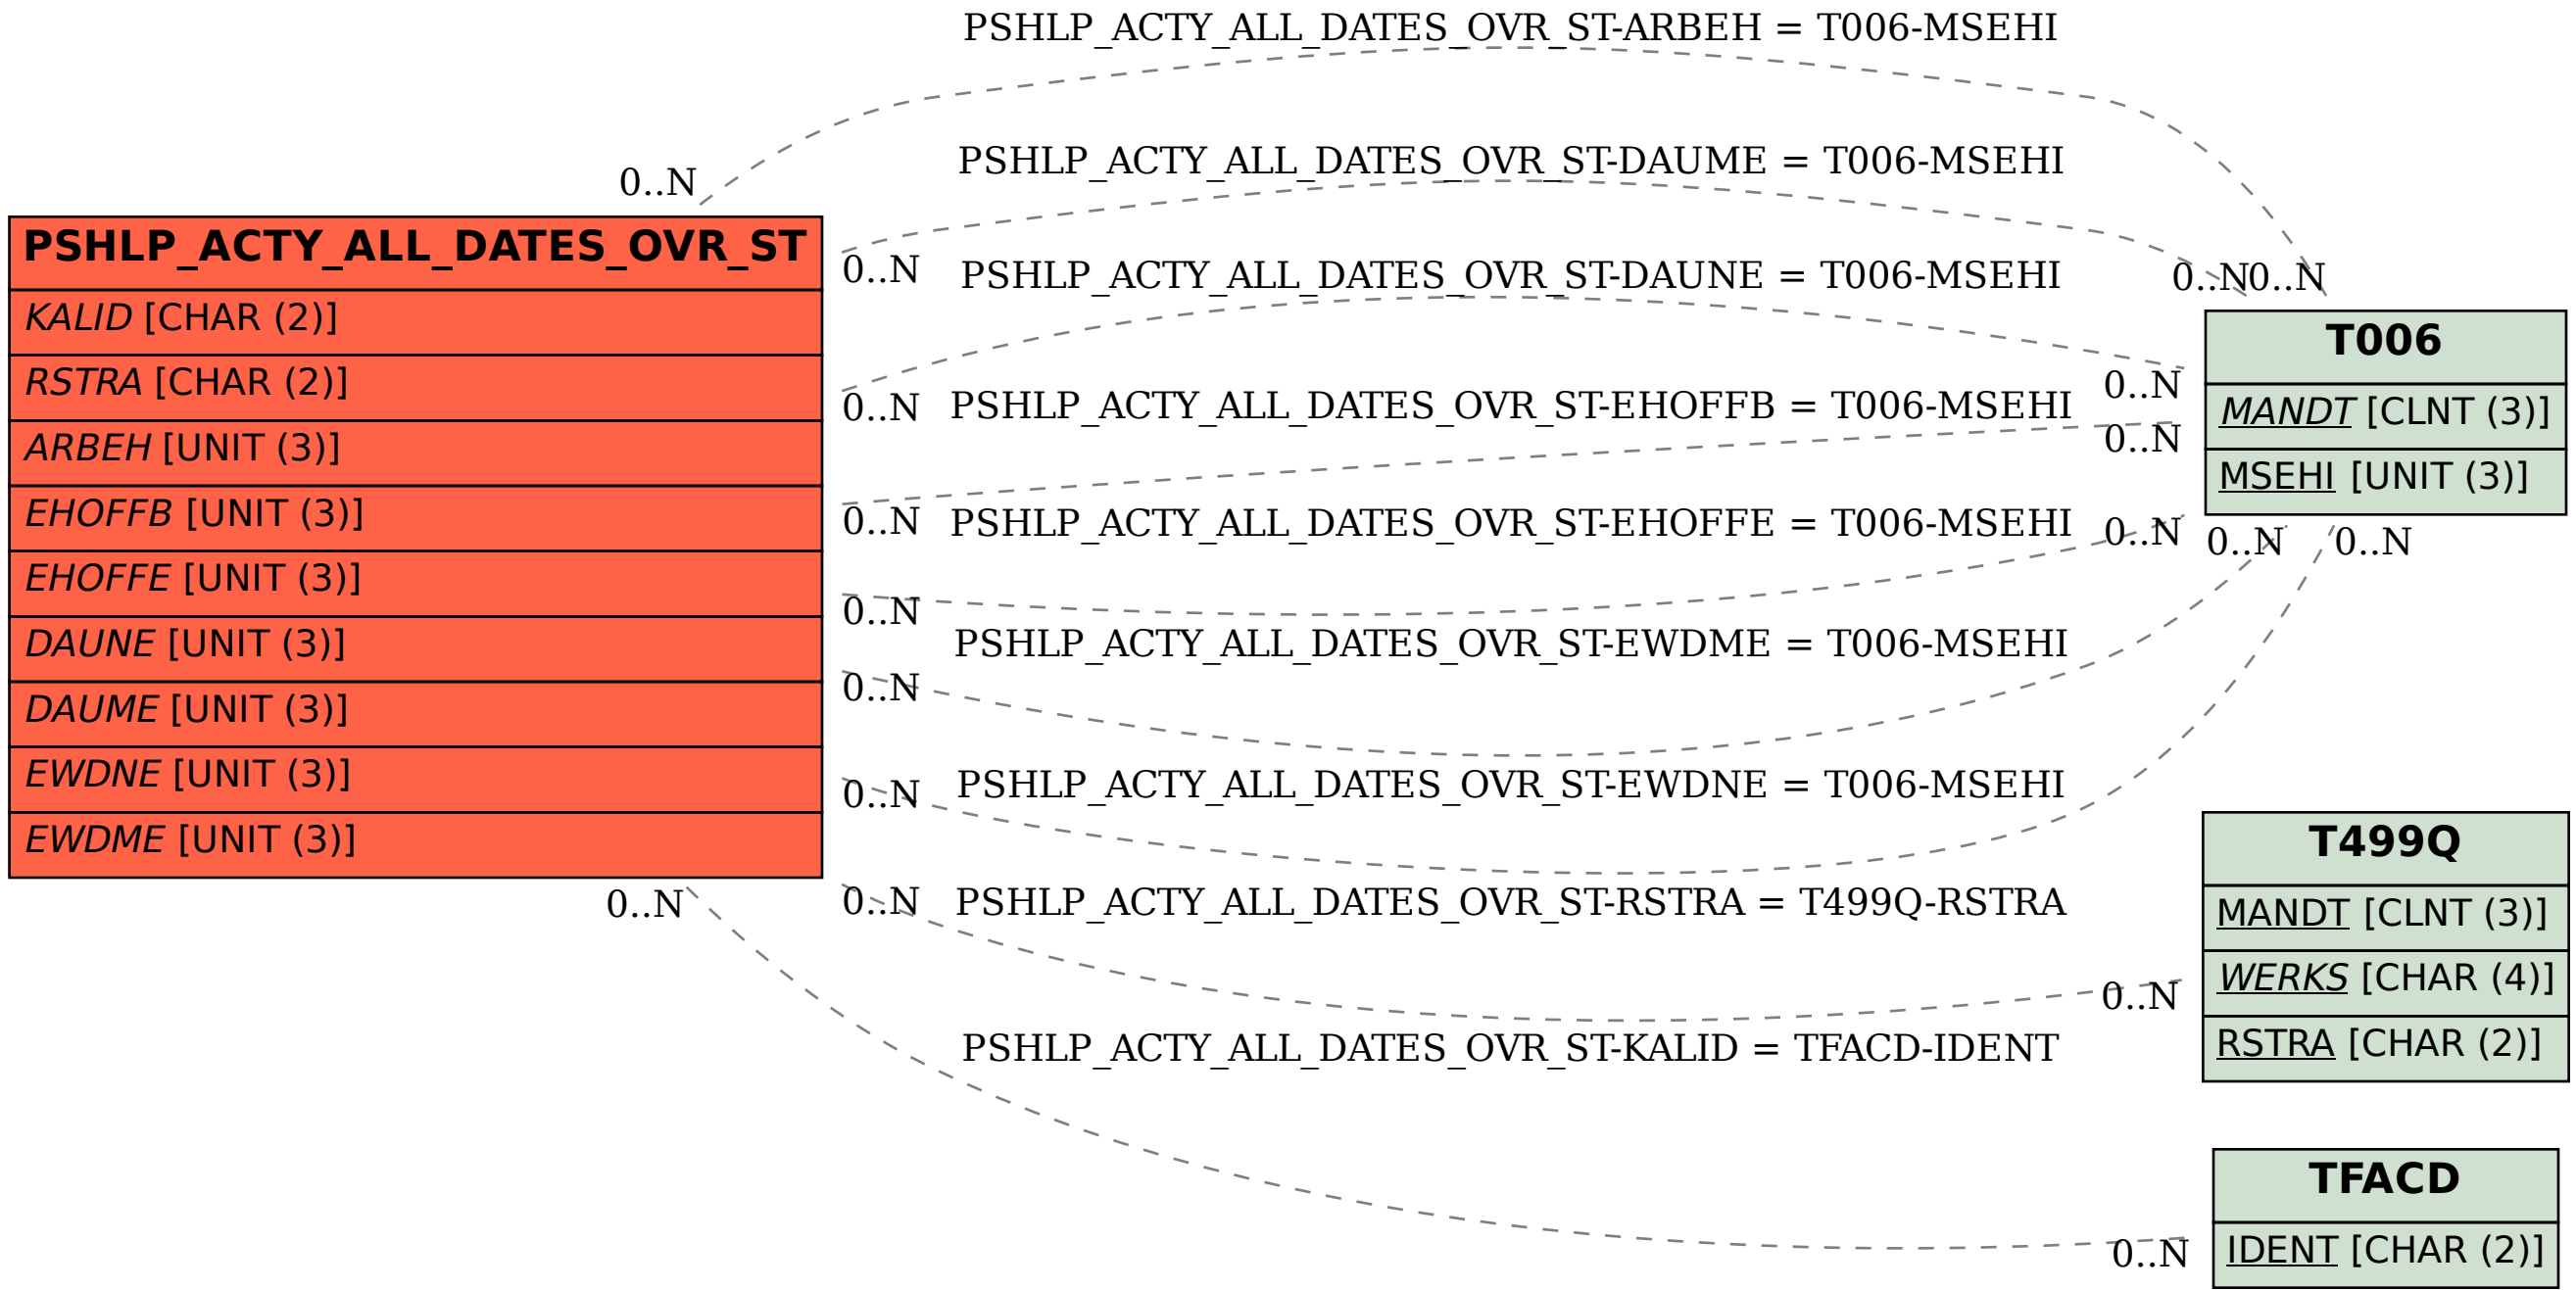 PSHLP_ACTY_ALL_DATES_OVR_ST-ARBEH = T006-MSEHI
PSHLP_ACTY_ALL_DATES_OVR_ST-DAUME = T006-MSEHI
0..N
PSHLP_ACTY_ALL_DATES_OVR_ST
KALID [CHAR (2)]
RSTRA [CHAR (2)]
ARBEH [UNIT (3)]
EHOFFB [UNIT (3)]
EHOFFE [UNIT (3)]
DAUNE [UNIT (3)]
DAUME [UNIT (3)]
EWDNE [UNIT (3)]
EWDME [UNIT (3)]
0..N
0..N
PSHLP_ACTY_ALL_DATES_OVR_ST-DAUNE = T006-MSEHI
0..N
0..N
0..N
PSHLP_ACTY_ALL_DATES_OVR_ST-EHOFFB = T006-MSEHI
0..N
0..N
0..N
PSHLP_ACTY_ALL_DATES_OVR_ST-EHOFFE = T006-MSEHI
0..N
0..N
0..N
0..N
PSHLP_ACTY_ALL_DATES_OVR_ST-EWDME = T006-MSEHI
0..N
0..N
PSHLP_ACTY_ALL_DATES_OVR_ST-EWDNE = T006-MSEHI
0..N
PSHLP_ACTY_ALL_DATES_OVR_ST-RSTRA = T499Q-RSTRA
0..N
PSHLP_ACTY_ALL_DATES_OVR_ST-KALID = TFACD-IDENT
0..N
T006
MANDT [CLNT (3)]
MSEHI [UNIT (3)]
T499Q
MANDT [CLNT (3)]
WERKS [CHAR (4)]
RSTRA [CHAR (2)]
TFACD
IDENT [CHAR (2)]